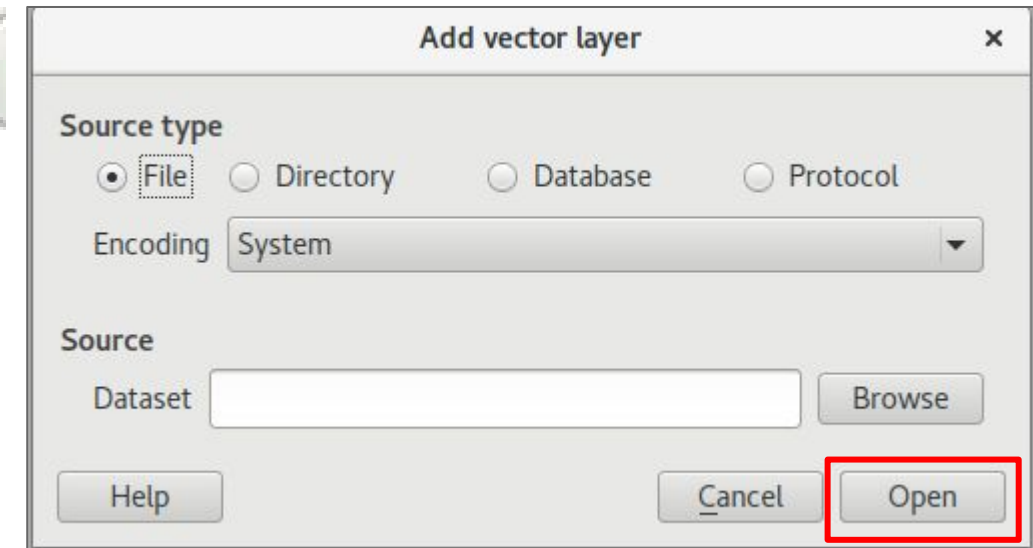 Add vector layer ×
Source type
File Directory Database Protocol
Encoding System
Source
Dataset Browse
Help Cancel Open